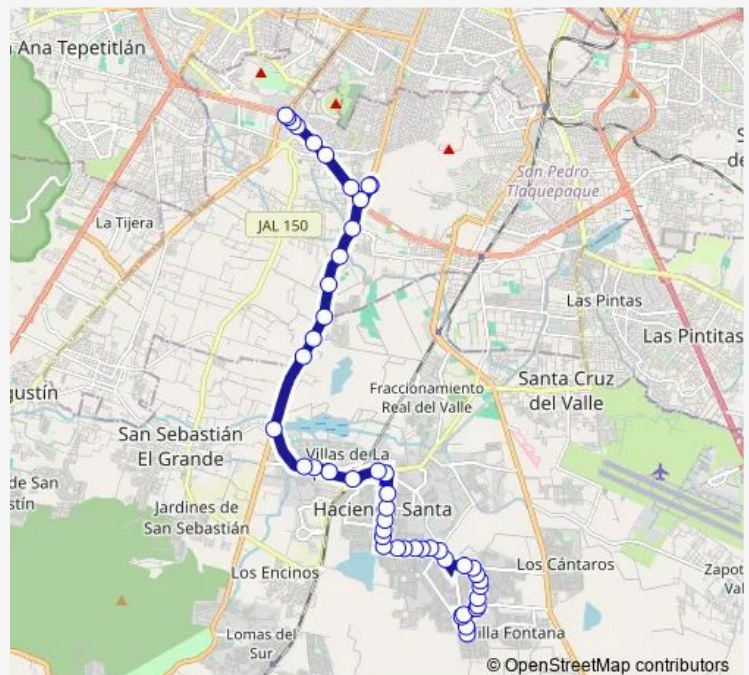 Ana Tepetitlán
San Pedro
Tlaquepaque
La Tijera
JAL 150
Las Pintas
Las Pintitas
Fraccionamiento
Real del Valle
Santa Cruz
del Valle
gustín
San Sebastián
El Grande
Villas de La
de San
stín
Jardines de
San Sebastián
Haciend Santa
Los Encinos
Los Cántaros
Zapot
Val
Lomas del
Sur
illa Fontana
© OpenStreetMap contributors